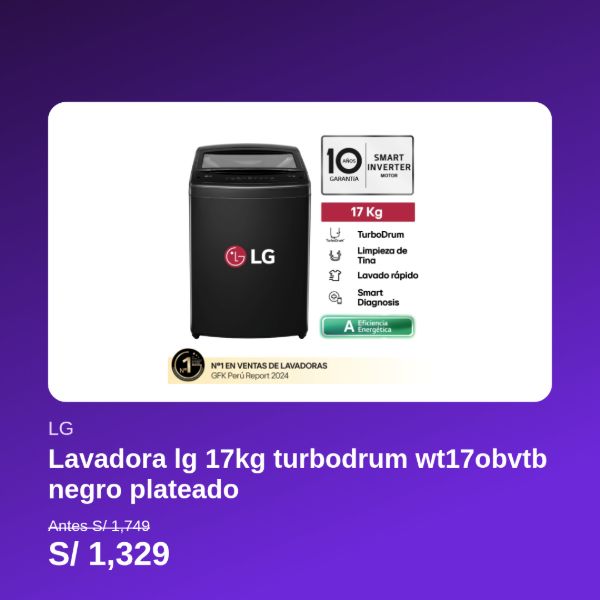 10
AÑOS
GARANTÍA
SMART
INVERTER
MOTOR
17 Kg
TurboDrum
TurboDrum
Limpieza de
Tina
Lavado rápido
Smart
Diagnosis
A Eficiencia
Energética
LG
Nº1
Nº1 EN VENTAS DE LAVADORAS
GFK Perú Report 2024
LG
Lavadora lg 17kg turbodrum wt17obvtb
negro plateado
Antes S/ 1,749
S/ 1,329